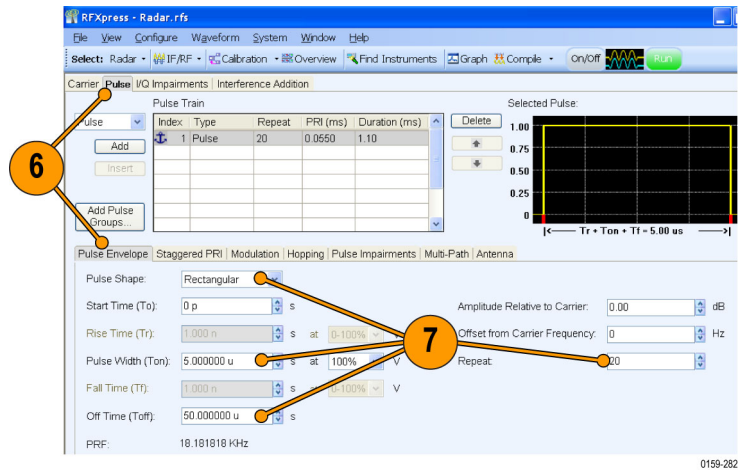 RFXpress - Radar.rfs
File View Configure Waveform System Window Help
Select: Radar IF/RF Calibration Overview Find Instruments Graph Compile On/Off Run
Carrier Pulse I/Q Impairments Interference Addition
Pulse Train
Selected Pulse:
Pulse
Index Type Repeat PRI (ms) Duration (ms)
1 Pulse 20 0.0550 1.10
Add
Insert
Add Pulse
Groups...
Delete
1.00
0.75
0.50
0.25
0
Tr + Ton + Tf = 5.00 us
6
Pulse Envelope Staggered PRI Modulation Hopping Pulse Impairments Multi-Path Antenna
Pulse Shape: Rectangular
Start Time (To): 0 p s
Amplitude Relative to Carrier: 0.00 dB
Rise Time (Tr): 1.000 n s at 0-100% V
Offset from Carrier Frequency: 0 Hz
7
Pulse Width (Ton): 5.000000 u s at 100% V
Repeat: 20
Fall Time (Tf): 1.000 n s at 0-100% V
Off Time (Toff): 50.000000 u s
PRF: 18.181818 KHz
0159-282